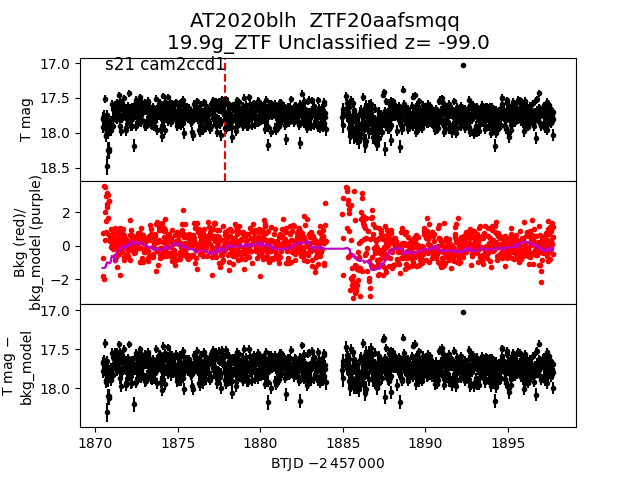 AT2020blh  ZTF20aafsmqq
19.9g_ZTF Unclassified z= -99.0
s21 cam2ccd1
17.0
17.5
18.0
18.5
T mag
2
0
−2
Bkg (red)/
bkg_model (purple)
17.0
17.5
18.0
T mag −
bkg_model
1870
1875
1880
1885
1890
1895
BTJD −2 457 000